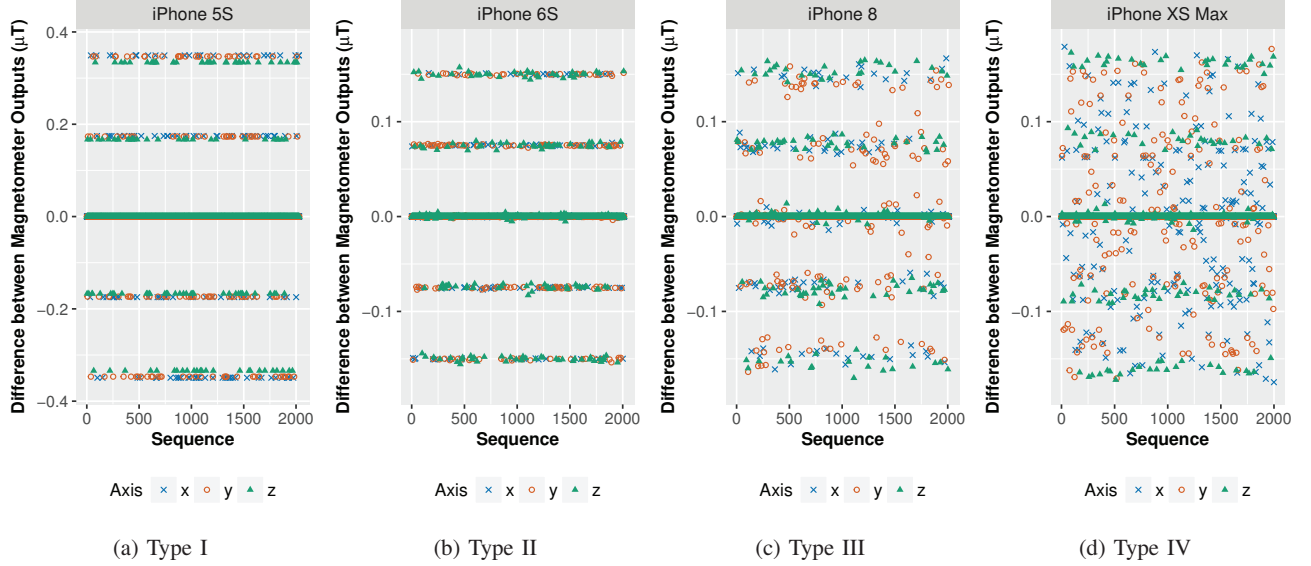 iPhone 5S
Difference between Magnetometer Outputs (μT)
0.4
0.2
0.0
−0.2
−0.4
0
500
1000
1500
2000
Sequence
Axis x y z
(a) Type I
iPhone 6S
Difference between Magnetometer Outputs (μT)
0.1
0.0
−0.1
0
500
1000
1500
2000
Sequence
Axis x y z
(b) Type II
iPhone 8
Difference between Magnetometer Outputs (μT)
0.1
0.0
−0.1
0
500
1000
1500
2000
Sequence
Axis x y z
(c) Type III
iPhone XS Max
Difference between Magnetometer Outputs (μT)
0.1
0.0
−0.1
0
500
1000
1500
2000
Sequence
Axis x y z
(d) Type IV